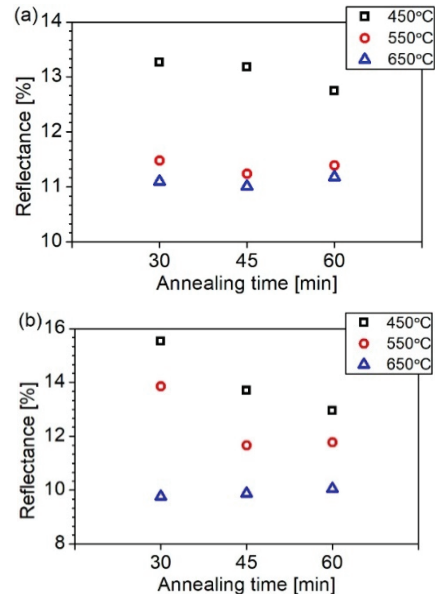 (a)
450°C
550°C
650°C
14
13
12
11
10
Reflectance [%]
30 45 60
Annealing time [min]
(b)
450°C
550°C
650°C
16
14
12
10
8
Reflectance [%]
30 45 60
Annealing time [min]